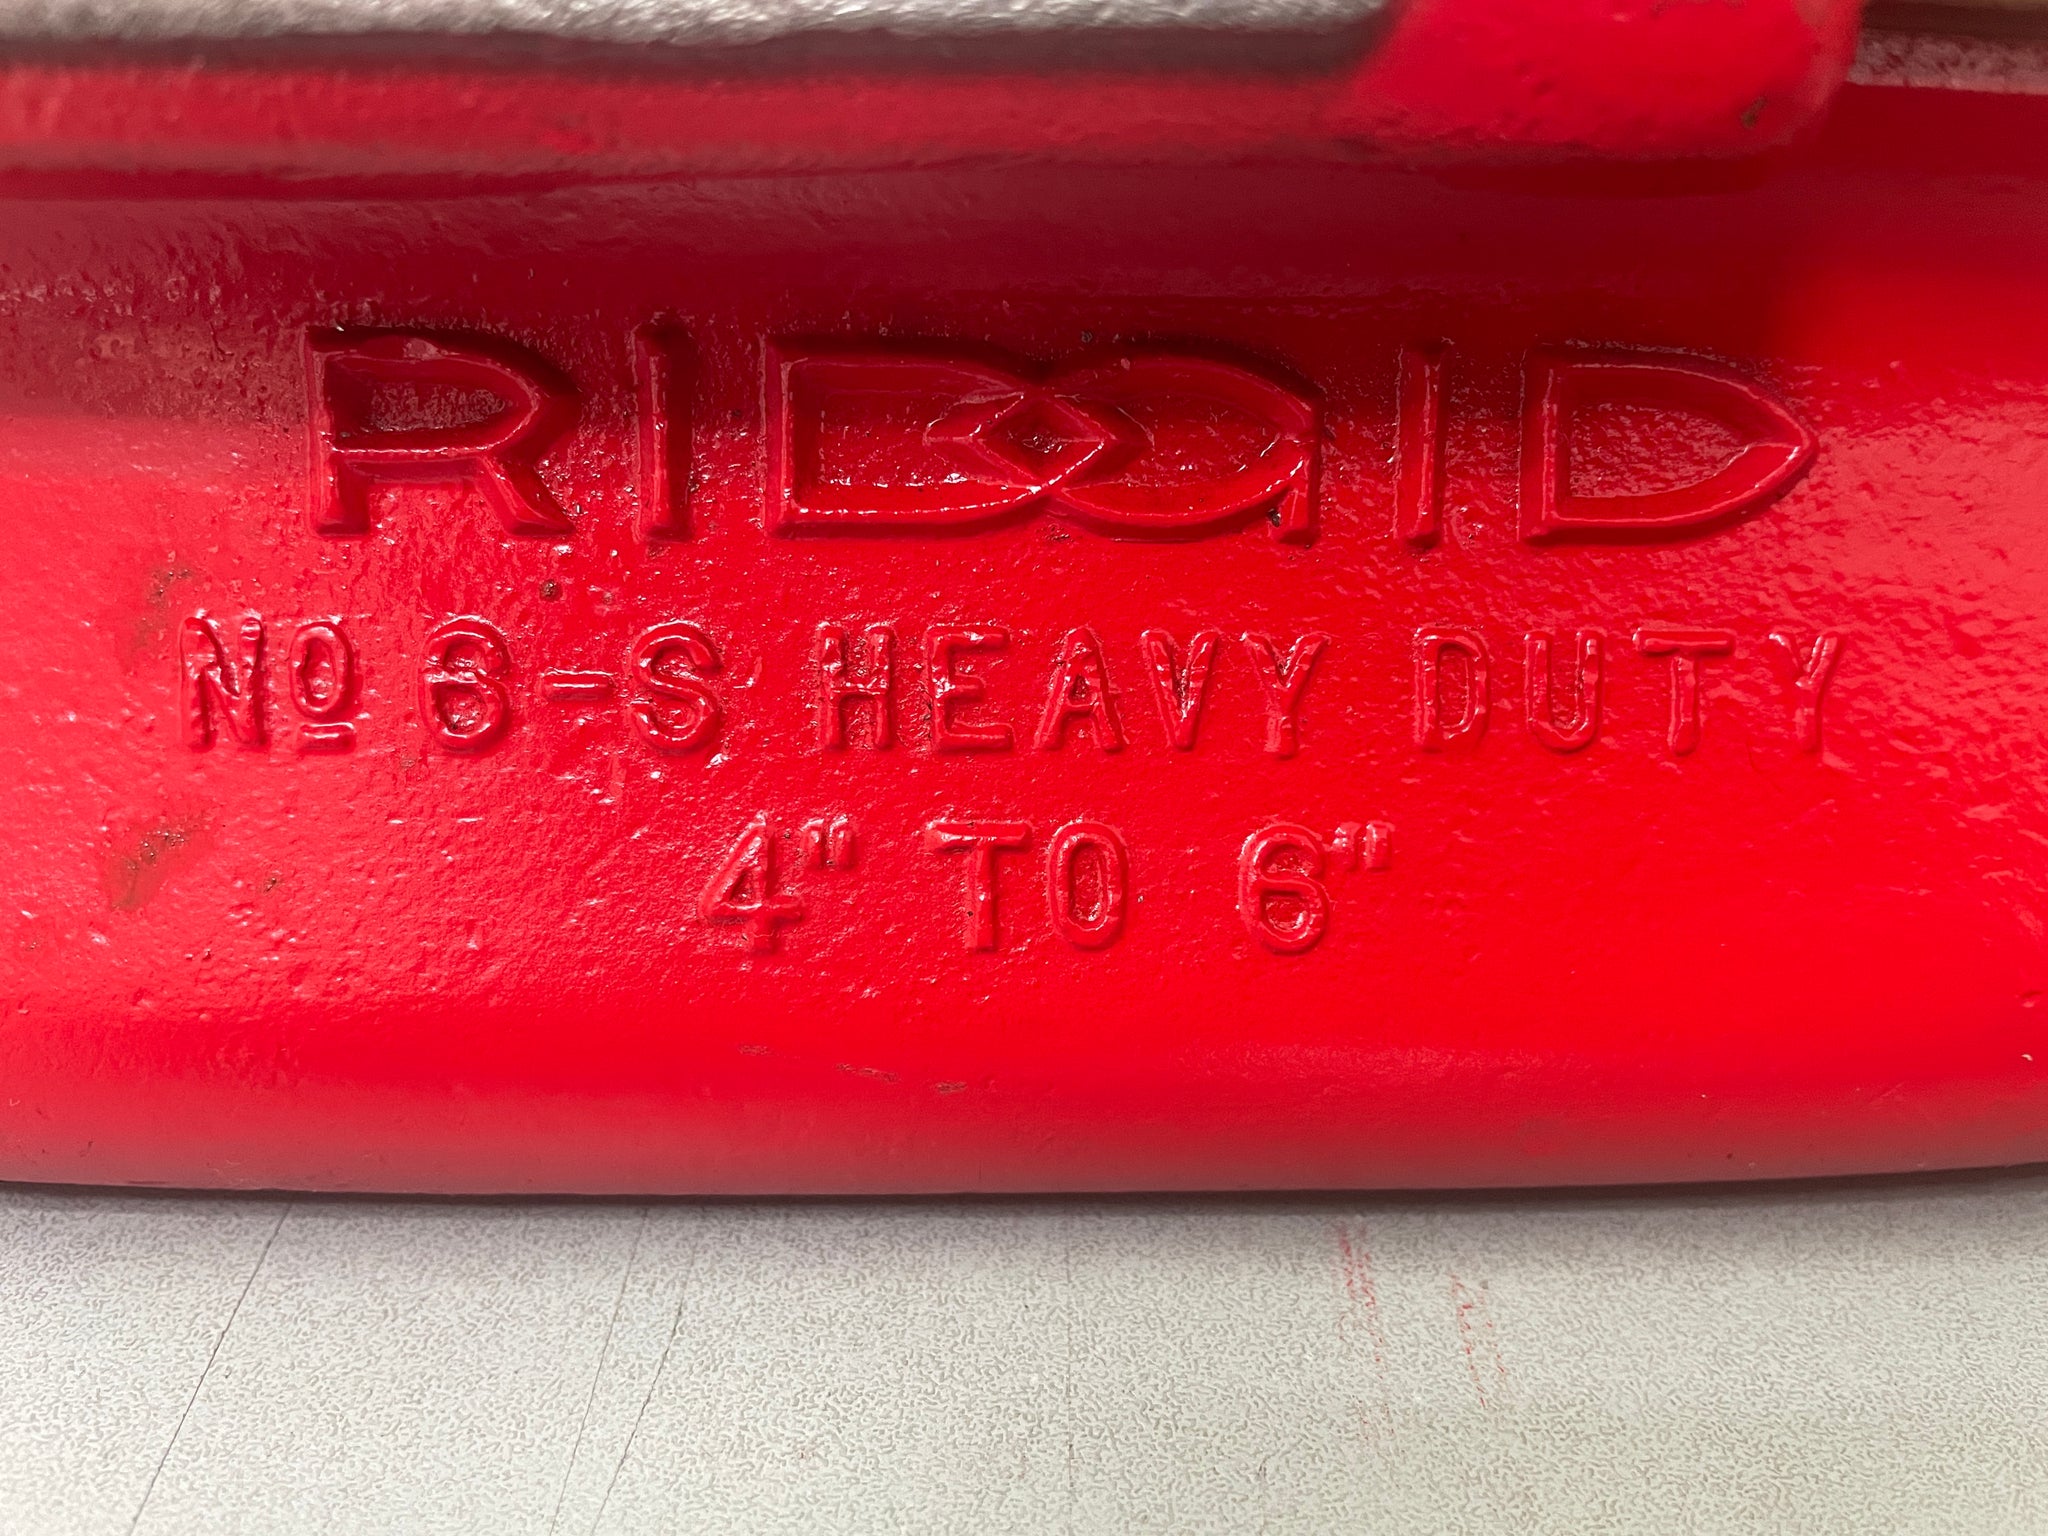 RIDGID
Nº 6-S HEAVY DUTY
4" TO 6"